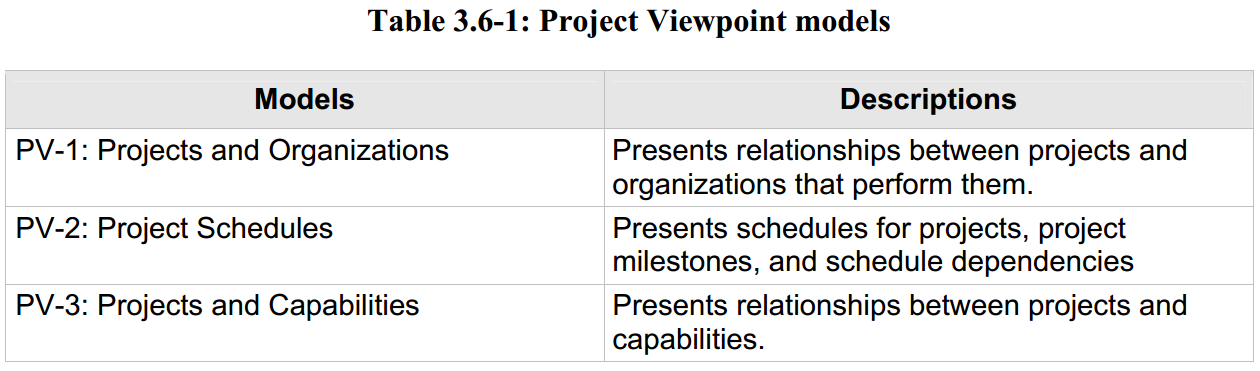 Table 3.6-1: Project Viewpoint models
Models
Descriptions
PV-1: Projects and Organizations
Presents relationships between projects and
organizations that perform them.
PV-2: Project Schedules
Presents schedules for projects, project
milestones, and schedule dependencies
PV-3: Projects and Capabilities
Presents relationships between projects and
capabilities.